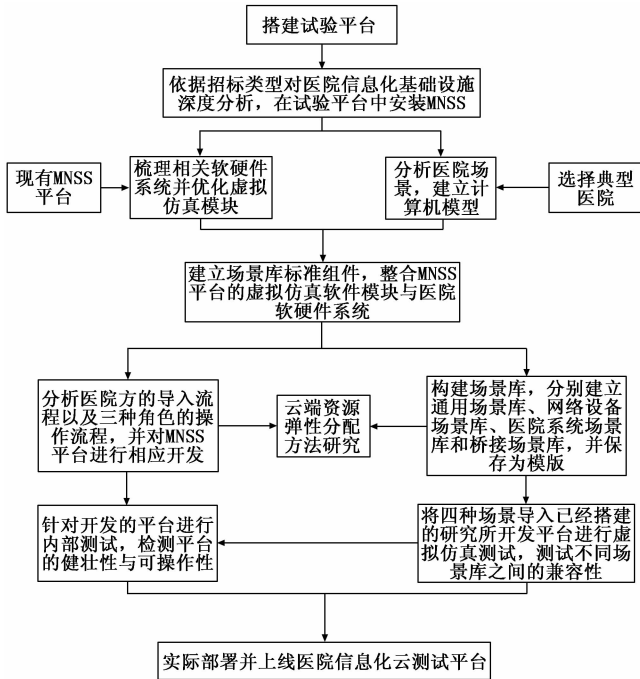 搭建试验平台
依据招标类型对医院信息化基础设施
深度分析，在试验平台中安装MNSS
现有MNSS
平台
梳理相关软硬件
系统并优化虚拟
仿真模块
分析医院场
景，建立计
算机模型
选择典型
医院
建立场景库标准组件，整合MNSS
平台的虚拟仿真软件模块与医院
软硬件系统
分析医院方的导入流
程以及三种角色的操
作流程，并对MNSS
平台进行相应开发
云端资源
弹性分配
方法研究
构建场景库，分别建立
通用场景库、网络设备
场景库、医院系统场景
库和桥接场景库，并保
存为模版
针对开发的平台进行
内部测试，检测平台
的健壮性与可操作性
将四种场景导入已经搭建
的研究所开发平台进行虚
拟仿真测试，测试不同场
景库之间的兼容性
实际部署并上线医院信息化云测试平台